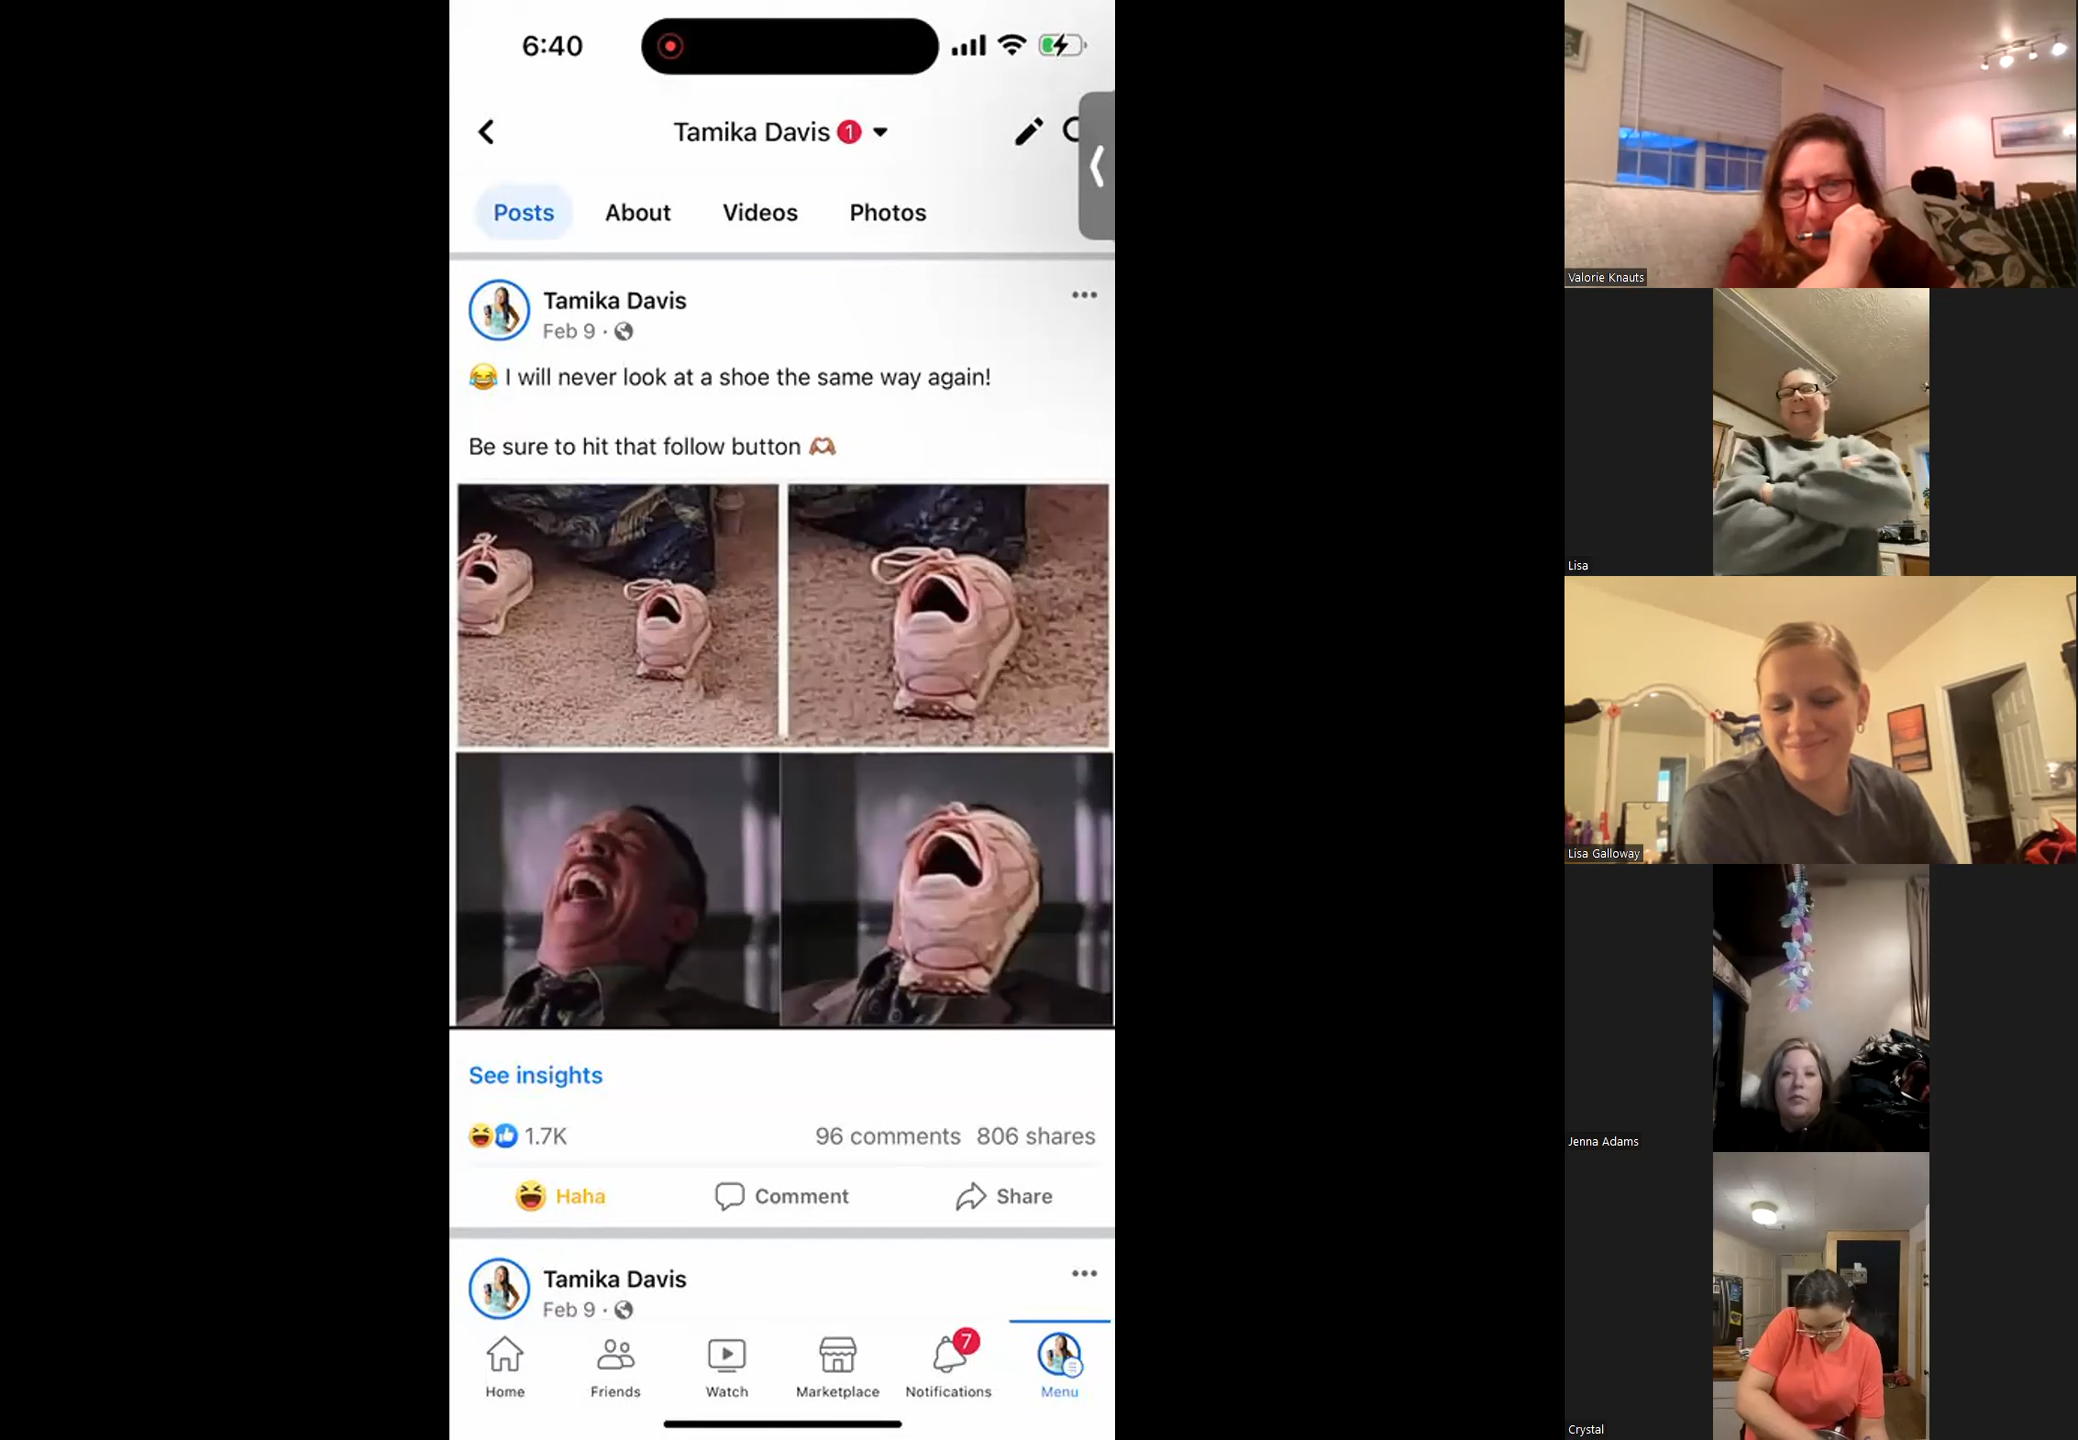 6:40
Tamika Davis 1
Posts About Videos Photos
Tamika Davis
Feb 9 ·
😂 I will never look at a shoe the same way again!
Be sure to hit that follow button 🫶🏽
See insights
1.7K 96 comments 806 shares
Haha Comment Share
Tamika Davis
Feb 9 ·
7
Home Friends Watch Marketplace Notifications Menu
Valorie Knauts
Lisa
Lisa Galloway
Jenna Adams
Crystal